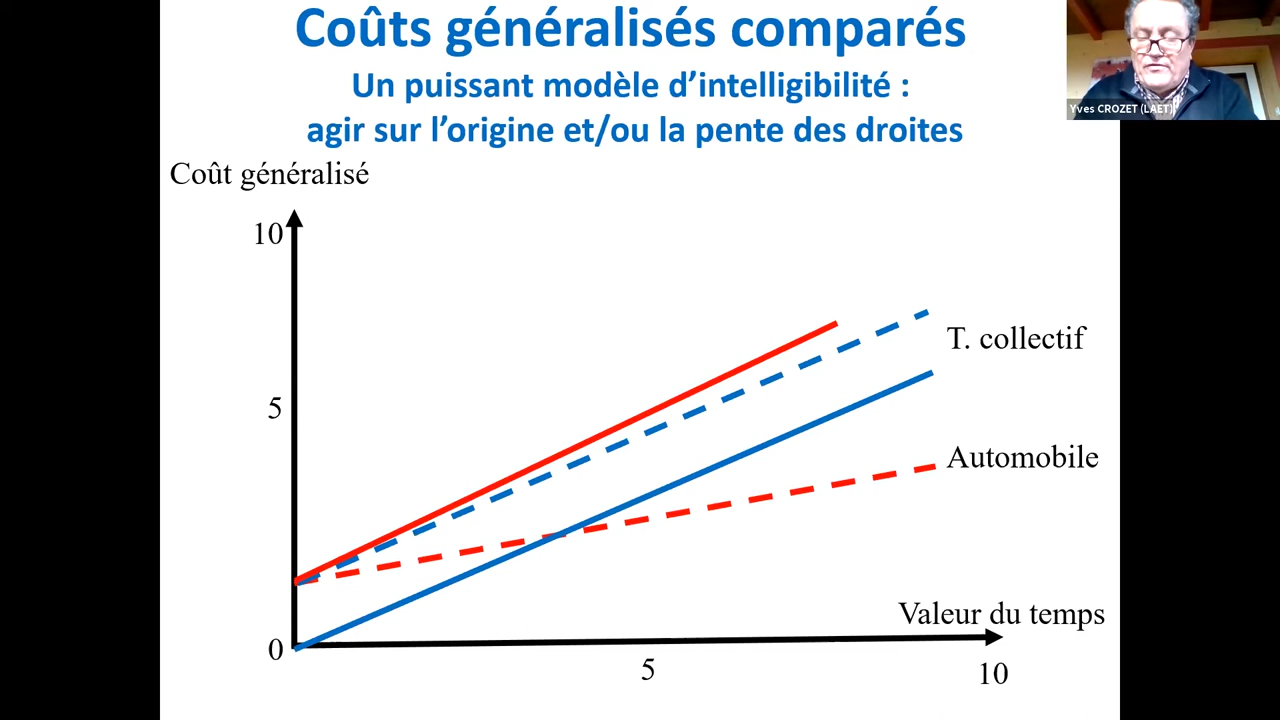 Coûts généralisés comparés
Un puissant modèle d’intelligibilité :
agir sur l’origine et/ou la pente des droites
Yves CROZET (LAET)
Coût généralisé
10
T. collectif
5
Automobile
Valeur du temps
0
5
10